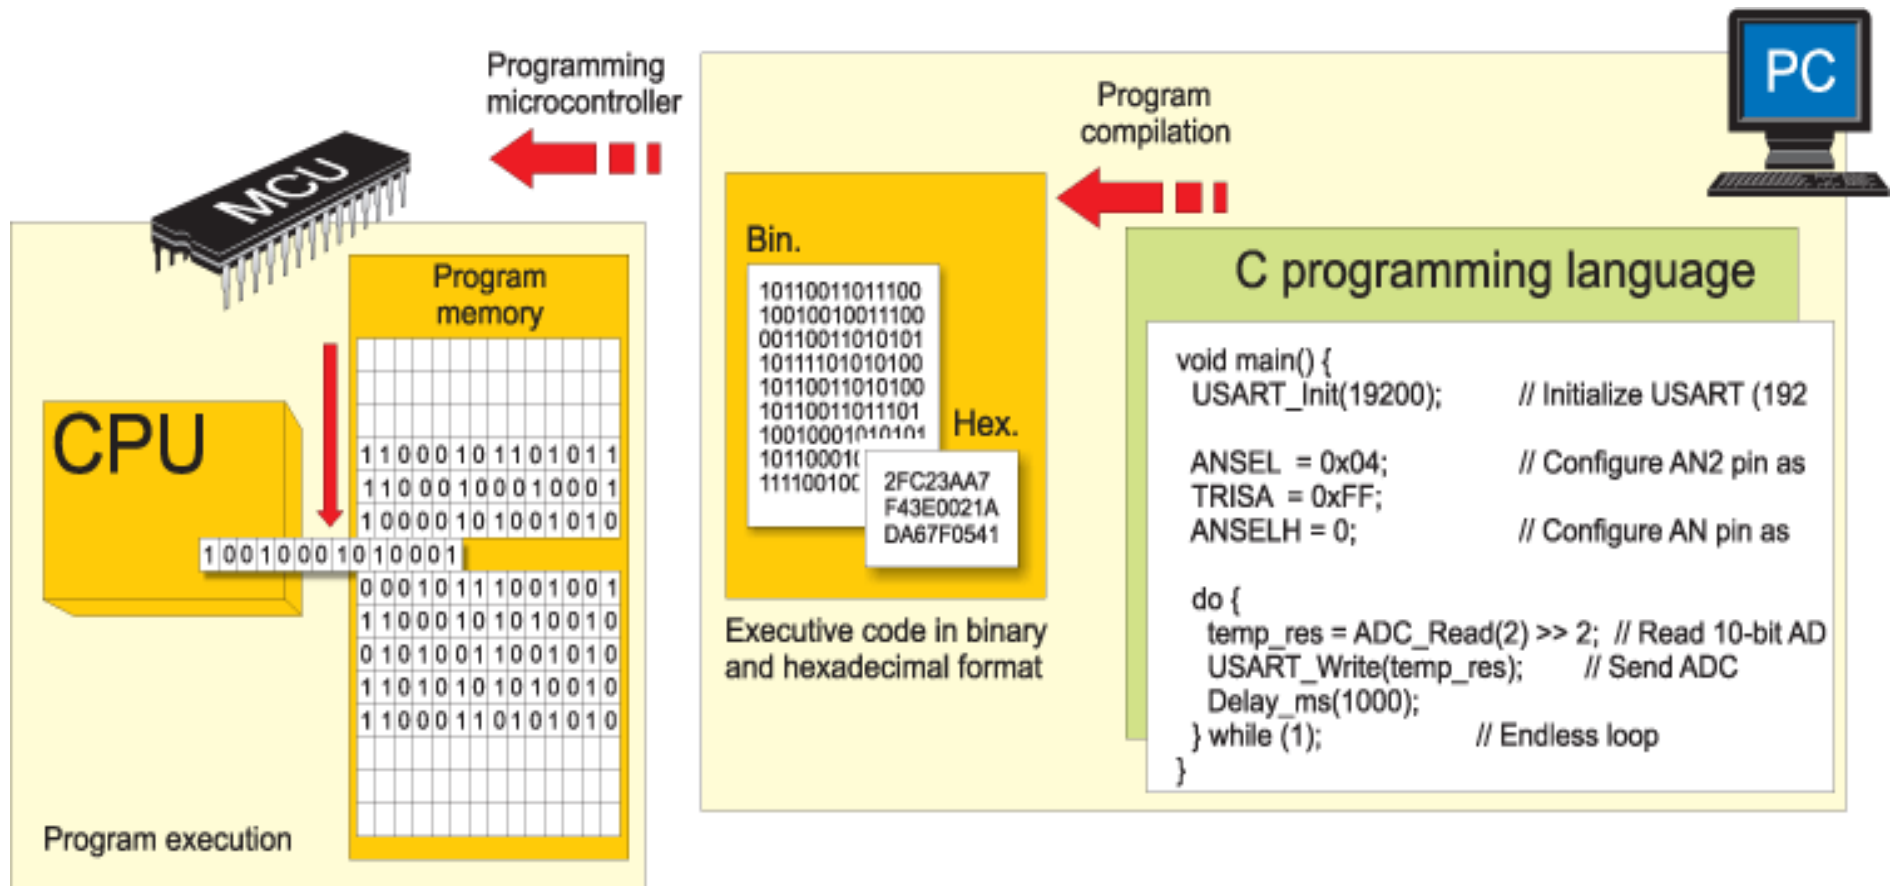 PC
Programming
microcontroller
Program
compilation
MCU
Bin.
10110011011100
10010010011100
00110011010101
10111101010100
10110011010100
10110011011101
10010001010101
101100010
111100100
Hex.
2FC23AA7
F43E0021A
DA67F0541
Executive code in binary
and hexadecimal format
C programming language
void main() {
USART_Init(19200); // Initialize USART (192
ANSEL = 0x04; // Configure AN2 pin as
TRISA = 0xFF;
ANSELH = 0; // Configure AN pin as
do {
temp_res = ADC_Read(2) >> 2; // Read 10-bit AD
USART_Write(temp_res); // Send ADC
Delay_ms(1000);
} while (1); // Endless loop
}
Program
memory
CPU
1 1 0 0 0 1 0 1 1 0 1 0 1 1
1 1 0 0 0 1 0 0 0 1 0 0 0 1
1 0 0 0 0 1 0 1 0 0 1 0 1 0
1 0 0 1 0 0 0 1 0 1 0 0 0 1
0 0 0 1 0 1 1 1 0 0 1 0 0 1
1 1 0 0 0 1 0 1 0 1 0 0 1 0
0 1 0 1 0 0 1 1 0 0 1 0 1 0
1 1 0 1 0 1 0 1 0 1 0 0 1 0
1 1 0 0 0 1 1 0 1 0 1 0 1 0
Program execution